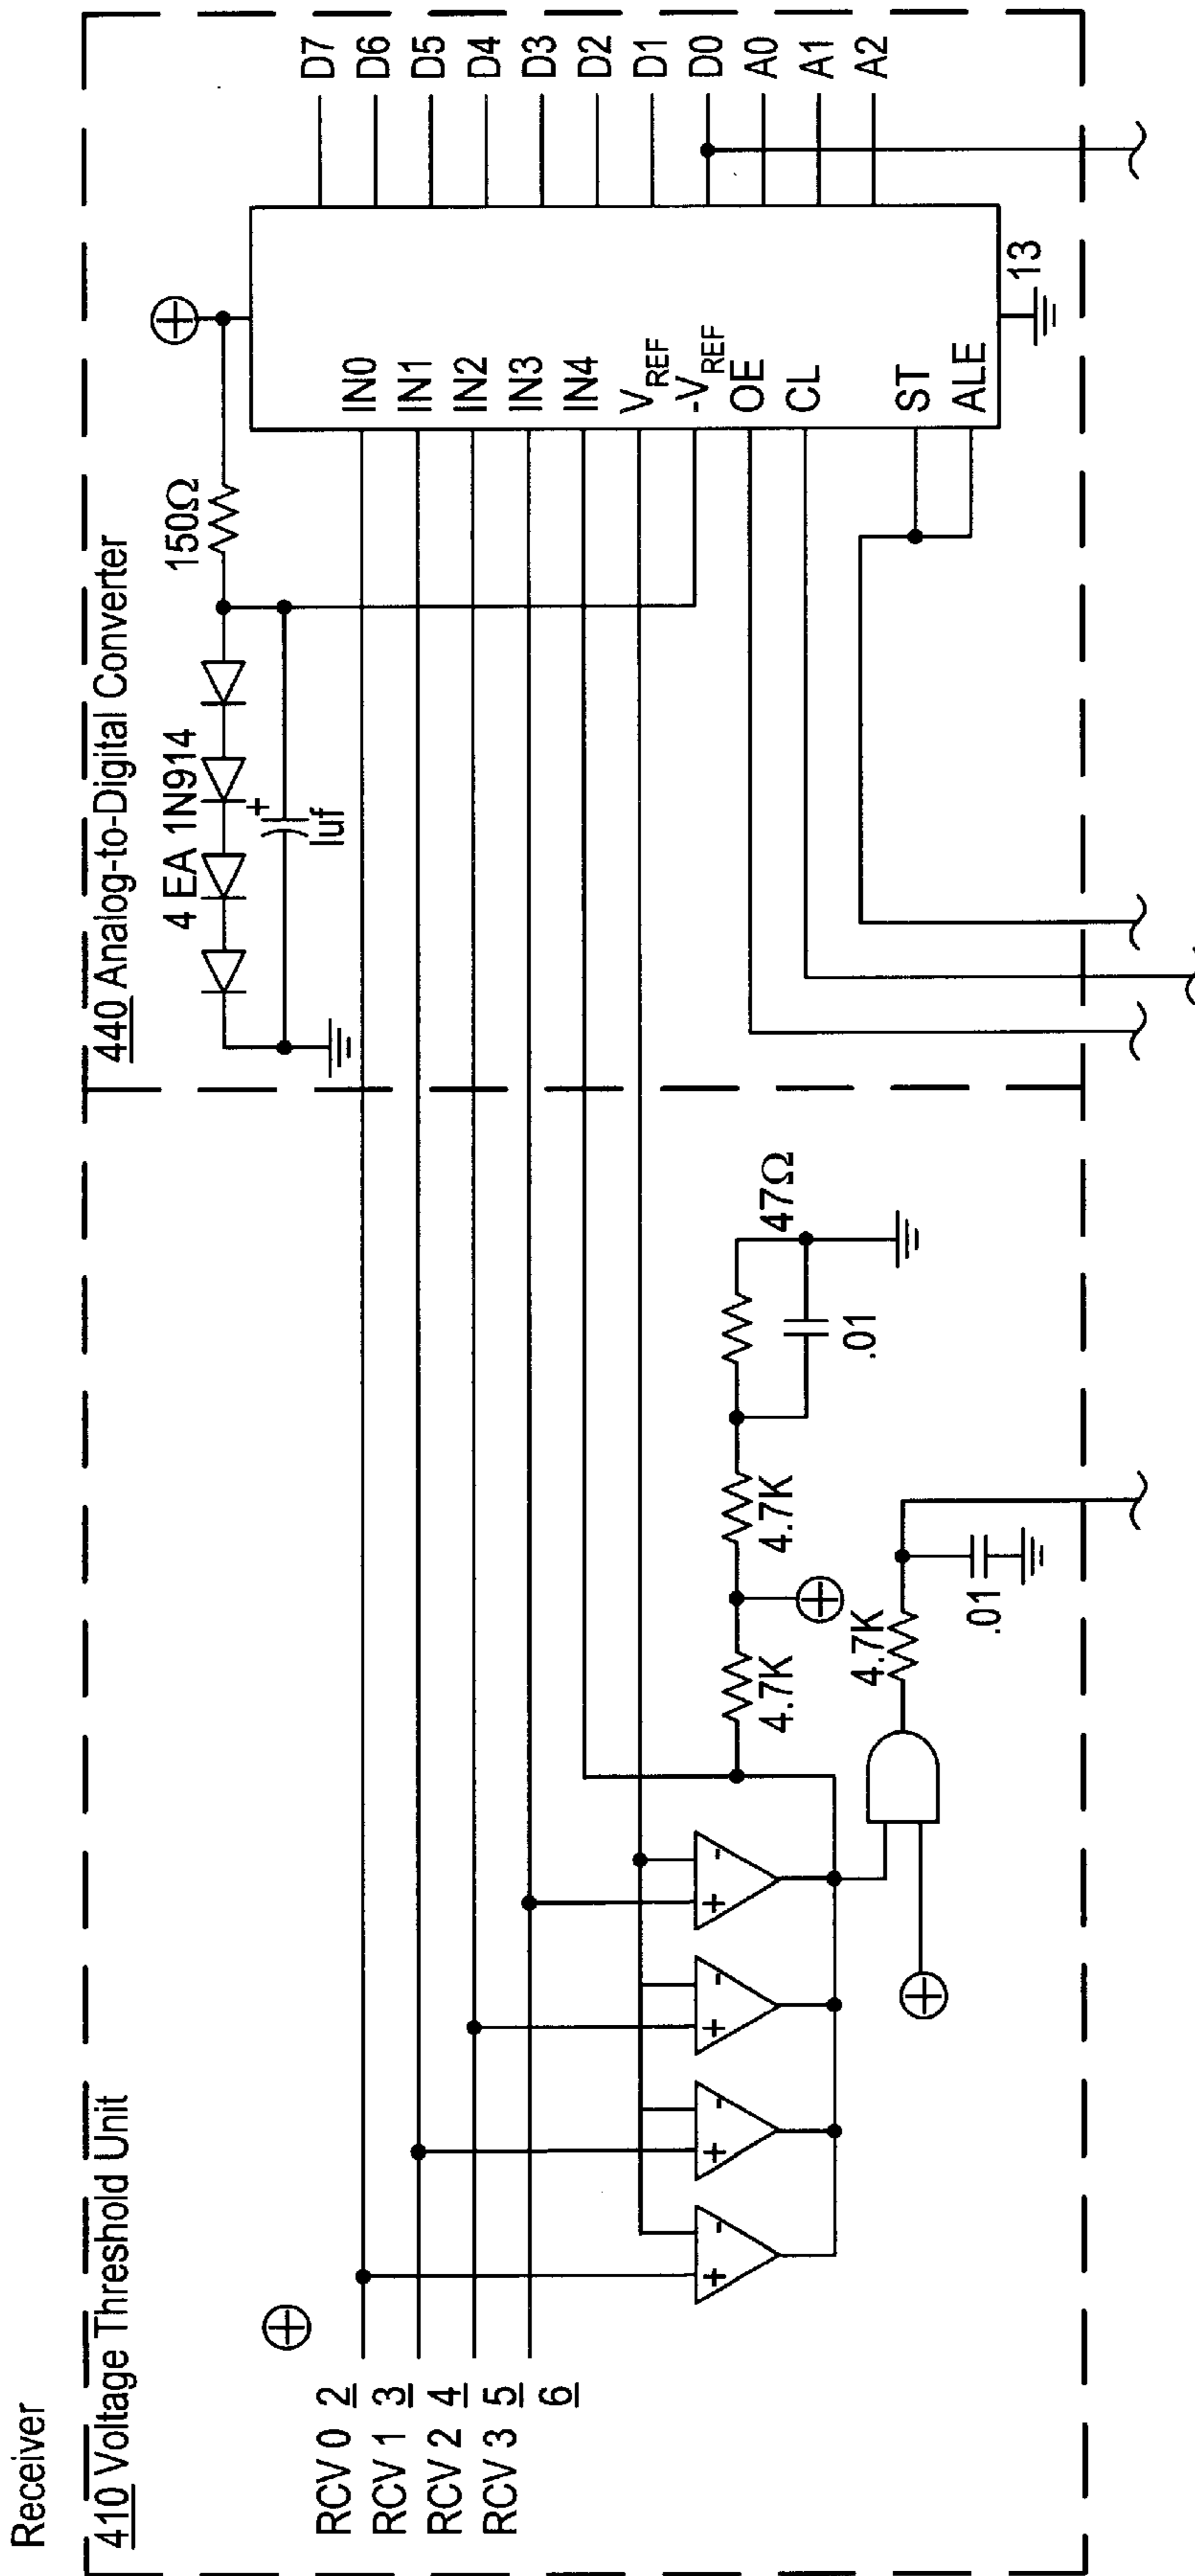 Receiver
410 Voltage Threshold Unit
440 Analog-to-Digital Converter
RCV 0 2
RCV 1 3
RCV 2 4
RCV 3 5
6
+
-
+
-
+
-
+
-
4.7K
4.7K
47Ω
.01
4.7K
.01
4 EA 1N914
+
1uf
150Ω
IN0
IN1
IN2
IN3
IN4
VREF
-VREF
OE
CL
ST
ALE
13
D7
D6
D5
D4
D3
D2
D1
D0
A0
A1
A2